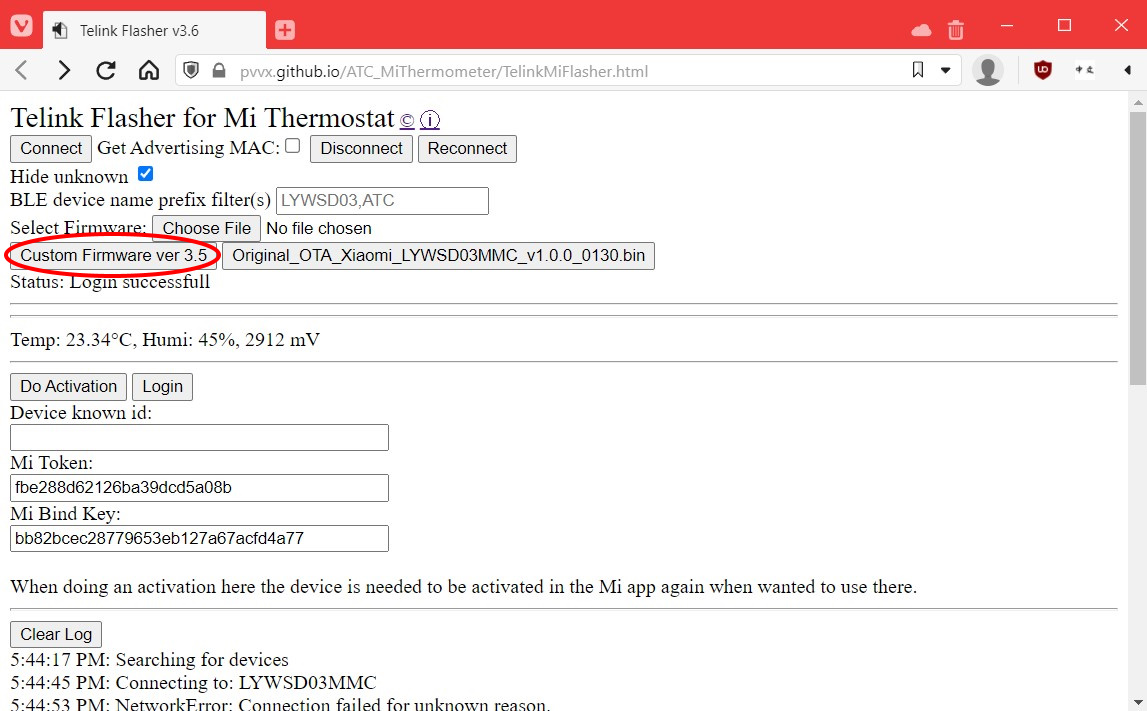 Telink Flasher v3.6
pvvx.github.io/ATC_MiThermometer/TelinkMiFlasher.html
Telink Flasher for Mi Thermostat © ⓘ
Connect Get Advertising MAC: Disconnect Reconnect
Hide unknown
BLE device name prefix filter(s) LYWSD03,ATC
Select Firmware: Choose File No file chosen
Custom Firmware ver 3.5 Original_OTA_Xiaomi_LYWSD03MMC_v1.0.0_0130.bin
Status: Login successfull
Temp: 23.34°C, Humi: 45%, 2912 mV
Do Activation Login
Device known id:
Mi Token:
fbe288d62126ba39dcd5a08b
Mi Bind Key:
bb82bcec28779653eb127a67acfd4a77
When doing an activation here the device is needed to be activated in the Mi app again when wanted to use there.
Clear Log
5:44:17 PM: Searching for devices
5:44:45 PM: Connecting to: LYWSD03MMC
5:44:53 PM: NetworkError: Connection failed for unknown reason.